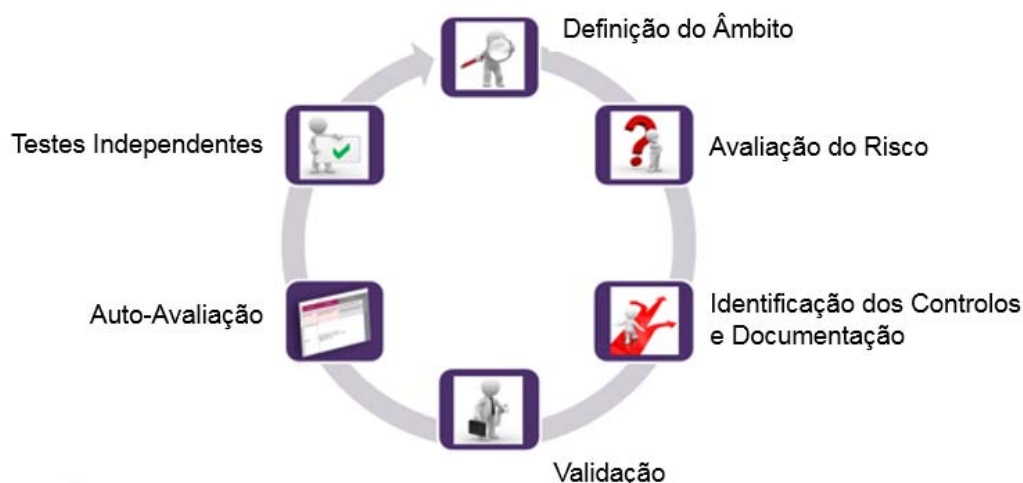 Definição do Âmbito
Avaliação do Risco
Identificação dos Controlos
e Documentação
Validação
Auto-Avaliação
Testes Independentes